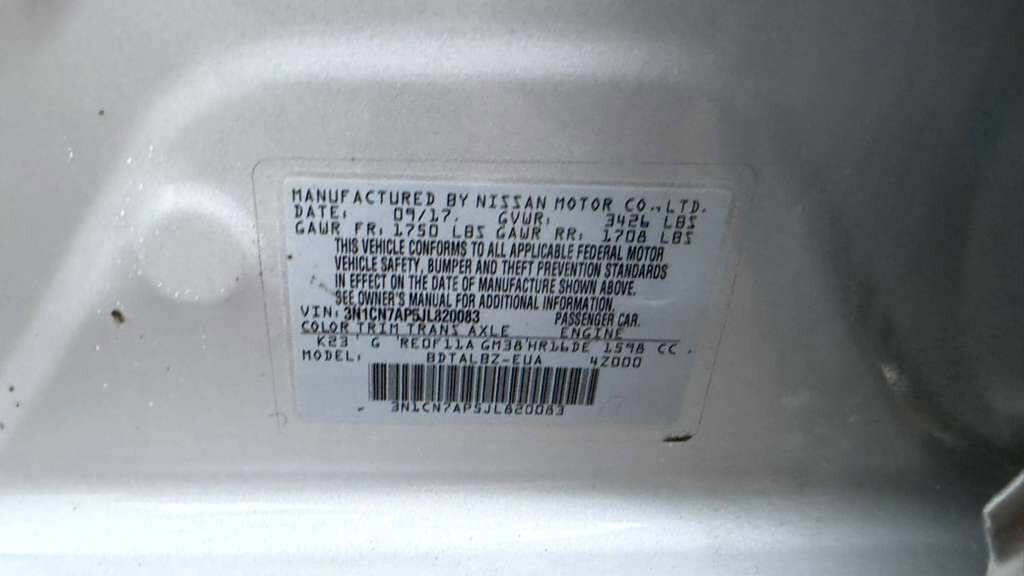 MANUFACTURED BY NISSAN MOTOR CO.,LTD.
DATE: 09/17. GVWR: 3426 LBS
GAWR FR: 1750 LBS GAWR RR: 1708 LBS
THIS VEHICLE CONFORMS TO ALL APPLICABLE FEDERAL MOTOR
VEHICLE SAFETY, BUMPER AND THEFT PREVENTION STANDARDS
IN EFFECT ON THE DATE OF MANUFACTURE SHOWN ABOVE.
SEE OWNER'S MANUAL FOR ADDITIONAL INFORMATION.
VIN: 3N1CN7AP5JL820083 PASSENGER CAR.
COLOR TRIM TRANS AXLE ENGINE
K23 G RE0F11A GM38 HR16DE 1598 CC.
MODEL: BDTALBZ-EUA 4Z000
3N1CN7AP5JL820083